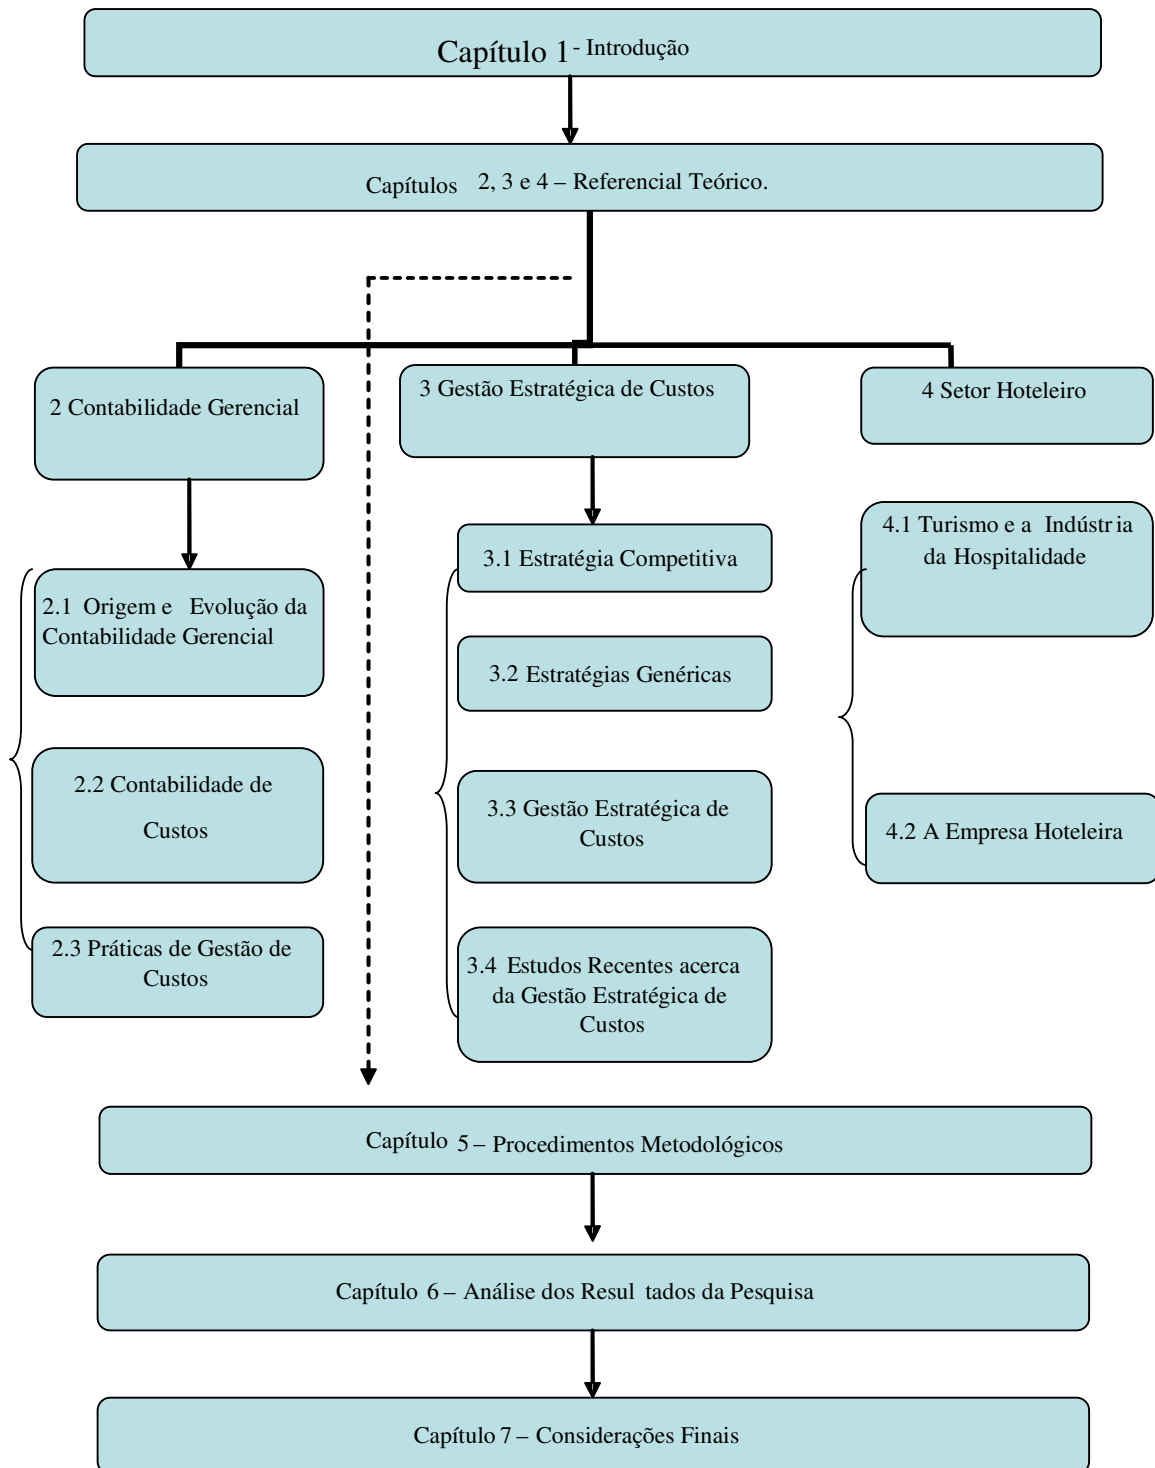 Capítulo 1 - Introdução
Capítulos 2, 3 e 4 – Referencial Teórico.
2 Contabilidade Gerencial
3 Gestão Estratégica de Custos
4 Setor Hoteleiro
2.1 Origem e Evolução da
Contabilidade Gerencial
2.2 Contabilidade de
Custos
2.3 Práticas de Gestão de
Custos
3.1 Estratégia Competitiva
3.2 Estratégias Genéricas
3.3 Gestão Estratégica de
Custos
3.4 Estudos Recentes acerca
da Gestão Estratégica de
Custos
4.1 Turismo e a Indústria
da Hospitalidade
4.2 A Empresa Hoteleira
Capítulo 5 – Procedimentos Metodológicos
Capítulo 6 – Análise dos Resultados da Pesquisa
Capítulo 7 – Considerações Finais